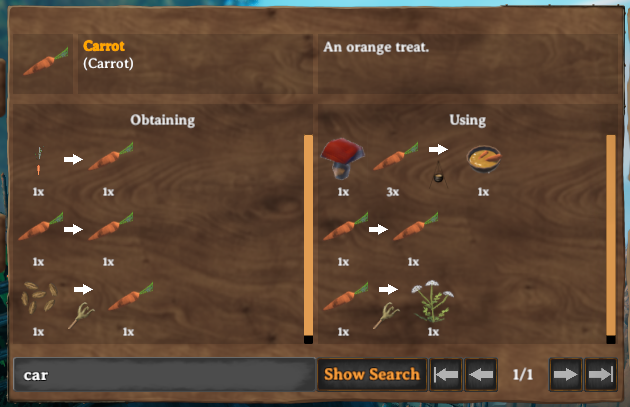 Carrot
(Carrot)
An orange treat.
Obtaining
Using
1x 1x
1x 3x 1x
1x 1x
1x 1x
1x 1x
1x 1x
car
Show Search
1/1